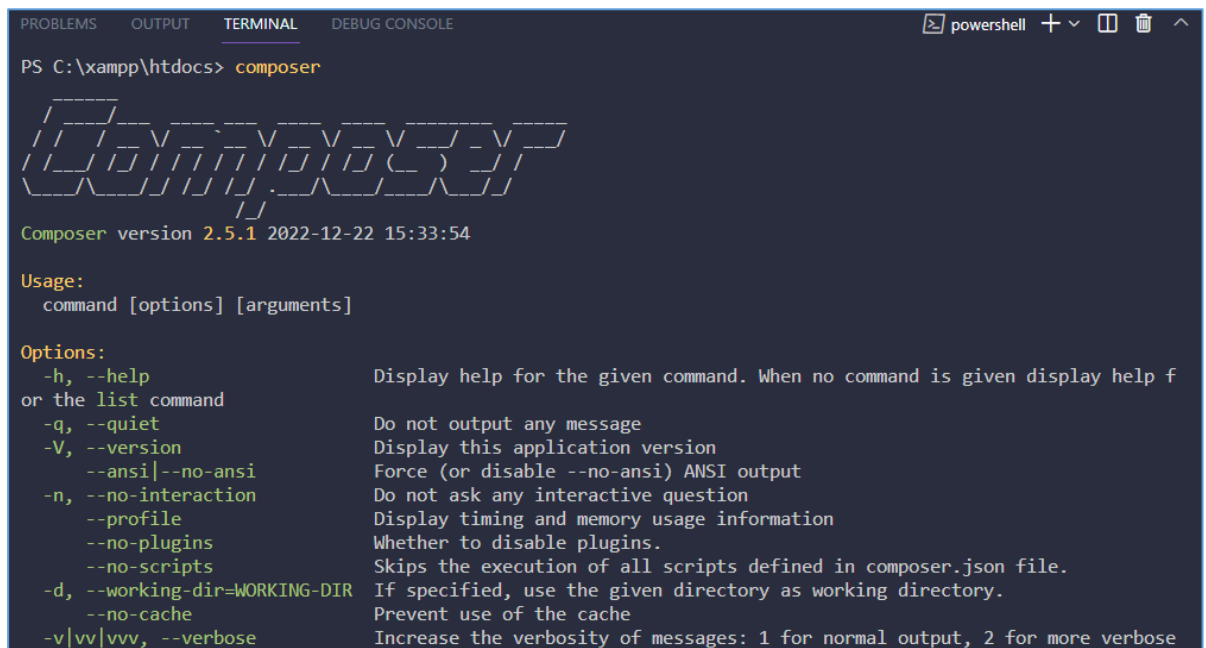 PROBLEMS OUTPUT TERMINAL DEBUG CONSOLE powershell
PS C:\xampp\htdocs> composer
Composer
Composer version 2.5.1 2022-12-22 15:33:54
Usage:
command [options] [arguments]
Options:
-h, --help Display help for the given command. When no command is given display help f
or the list command
-q, --quiet Do not output any message
-V, --version Display this application version
--ansi|--no-ansi Force (or disable --no-ansi) ANSI output
-n, --no-interaction Do not ask any interactive question
--profile Display timing and memory usage information
--no-plugins Whether to disable plugins.
--no-scripts Skips the execution of all scripts defined in composer.json file.
-d, --working-dir=WORKING-DIR If specified, use the given directory as working directory.
--no-cache Prevent use of the cache
-v|vv|vvv, --verbose Increase the verbosity of messages: 1 for normal output, 2 for more verbose